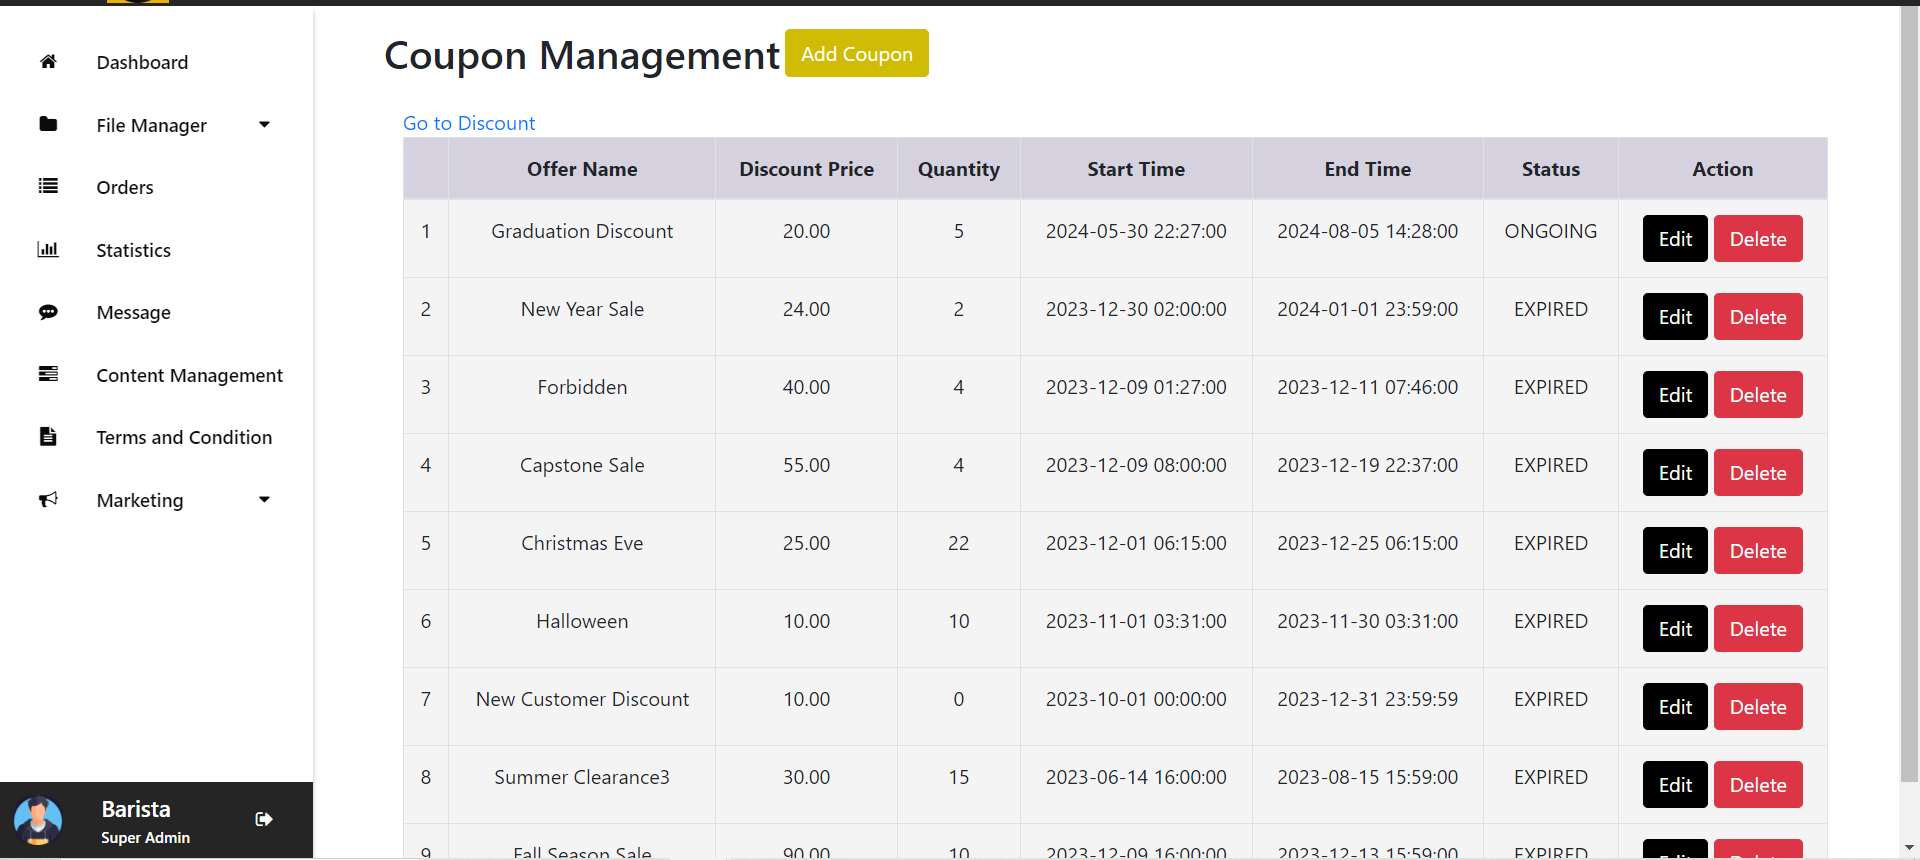 Dashboard
File Manager
Orders
Statistics
Message
Content Management
Terms and Condition
Marketing
Barista
Super Admin
Coupon Management Add Coupon
Go to Discount
Offer Name Discount Price Quantity Start Time End Time Status Action
1 Graduation Discount 20.00 5 2024-05-30 22:27:00 2024-08-05 14:28:00 ONGOING Edit Delete
2 New Year Sale 24.00 2 2023-12-30 02:00:00 2024-01-01 23:59:00 EXPIRED Edit Delete
3 Forbidden 40.00 4 2023-12-09 01:27:00 2023-12-11 07:46:00 EXPIRED Edit Delete
4 Capstone Sale 55.00 4 2023-12-09 08:00:00 2023-12-19 22:37:00 EXPIRED Edit Delete
5 Christmas Eve 25.00 22 2023-12-01 06:15:00 2023-12-25 06:15:00 EXPIRED Edit Delete
6 Halloween 10.00 10 2023-11-01 03:31:00 2023-11-30 03:31:00 EXPIRED Edit Delete
7 New Customer Discount 10.00 0 2023-10-01 00:00:00 2023-12-31 23:59:59 EXPIRED Edit Delete
8 Summer Clearance3 30.00 15 2023-06-14 16:00:00 2023-08-15 15:59:00 EXPIRED Edit Delete
9 Fall Season Sale 90.00 10 2023-12-09 16:00:00 2023-12-13 15:59:00 EXPIRED Edit Delete